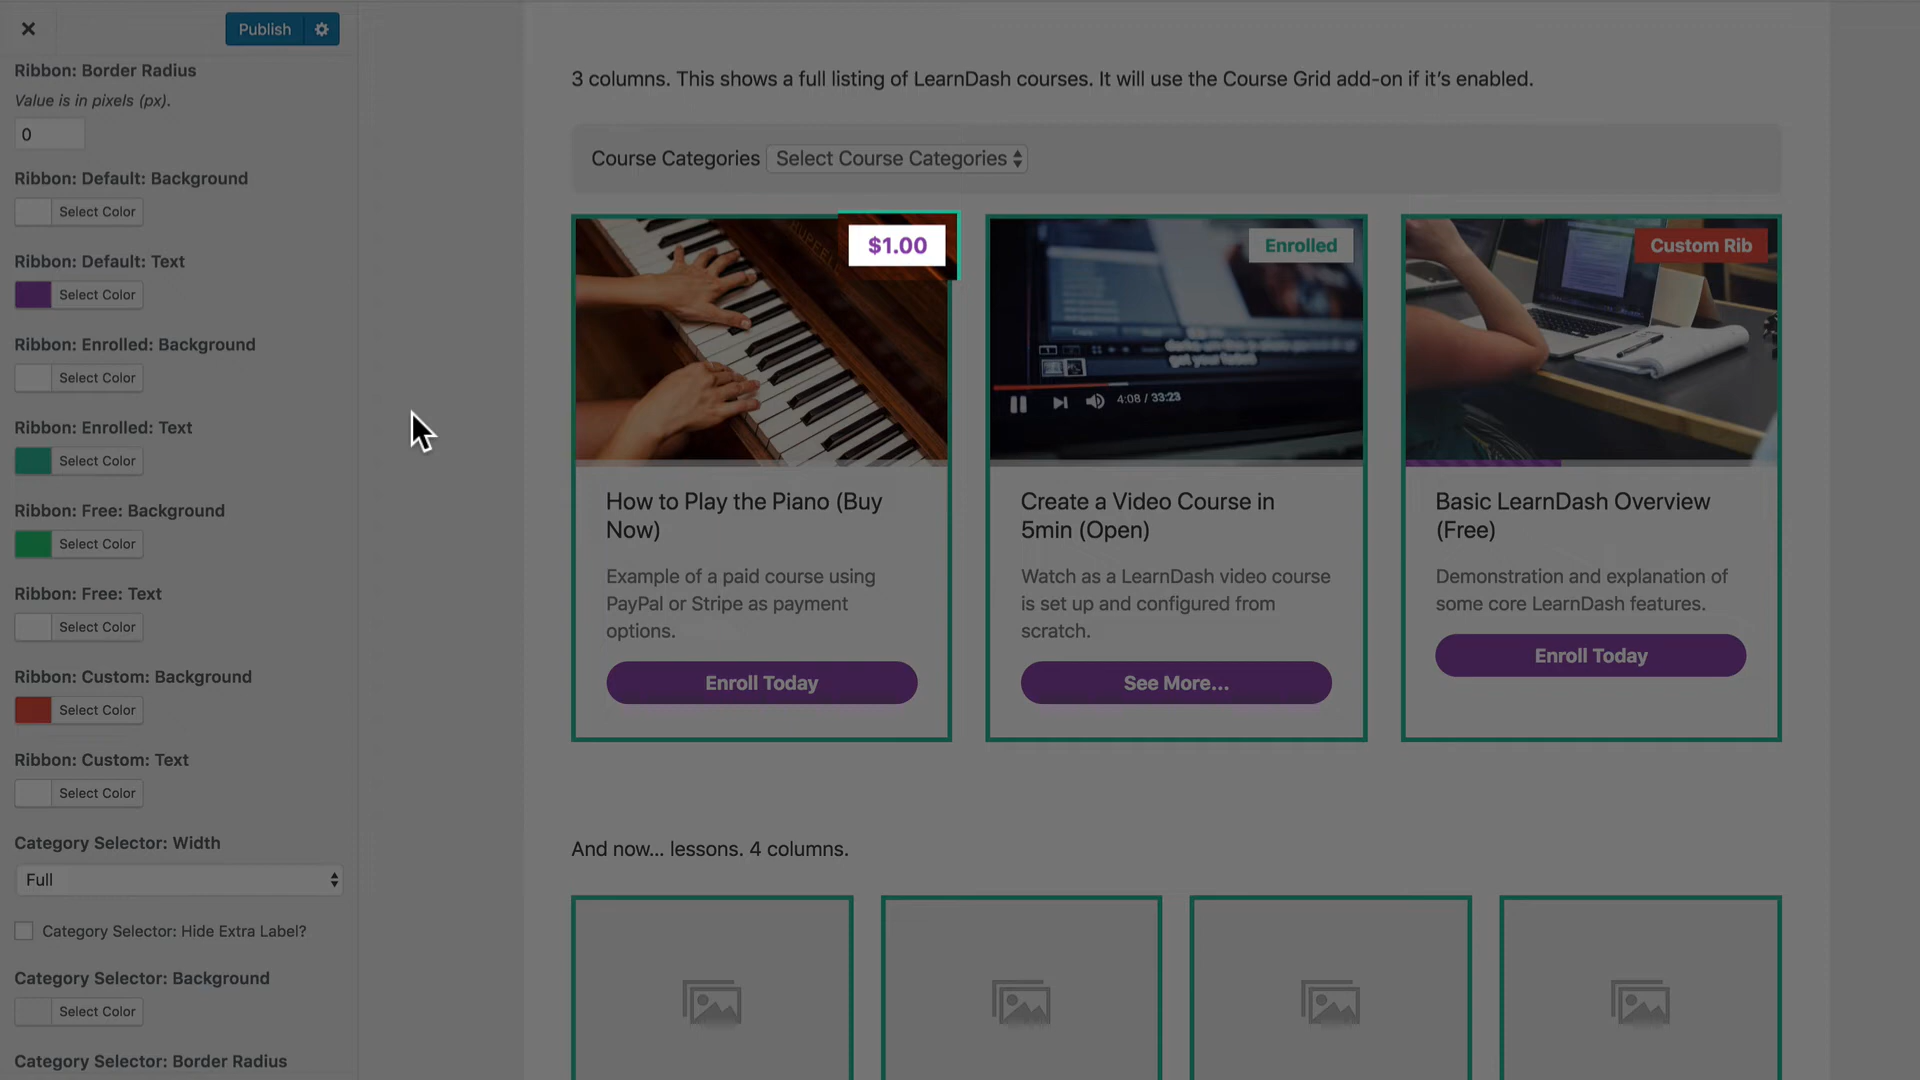 Publish
Ribbon: Border Radius
Value is in pixels (px).
0
Ribbon: Default: Background
Select Color
Ribbon: Default: Text
Select Color
Ribbon: Enrolled: Background
Select Color
Ribbon: Enrolled: Text
Select Color
Ribbon: Free: Background
Select Color
Ribbon: Free: Text
Select Color
Ribbon: Custom: Background
Select Color
Ribbon: Custom: Text
Select Color
Category Selector: Width
Full
Category Selector: Hide Extra Label?
Category Selector: Background
Select Color
Category Selector: Border Radius
3 columns. This shows a full listing of LearnDash courses. It will use the Course Grid add-on if it's enabled.
Course Categories Select Course Categories
$1.00
How to Play the Piano (Buy
Now)
Example of a paid course using
PayPal or Stripe as payment
options.
Enroll Today
Enrolled
4:08 / 33:23
Create a Video Course in
5min (Open)
Watch as a LearnDash video course
is set up and configured from
scratch.
See More...
Custom Rib
Basic LearnDash Overview
(Free)
Demonstration and explanation of
some core LearnDash features.
Enroll Today
And now... lessons. 4 columns.